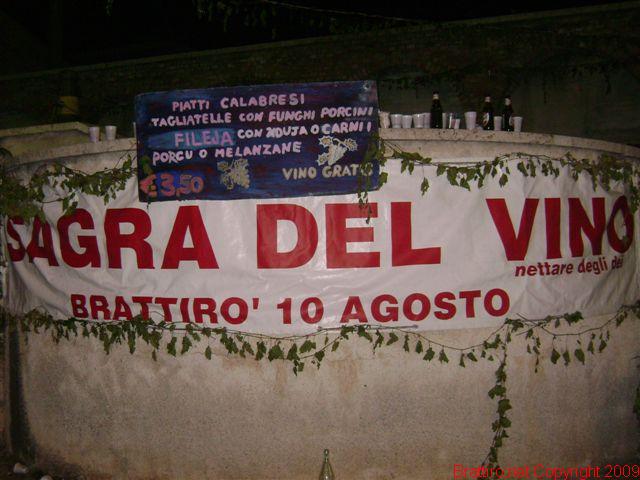 PIATTI CALABRESI
TAGLIATELLE CON FUNGHI PORCINI
FILEJA CON NDUJA O CARNI
PORCU O MELANZANE
€ 3,50 VINO GRATIS
SAGRA DEL VINO
nettare degli dei
BRATTIRO' 10 AGOSTO
Brattiro.net Copyright 2009